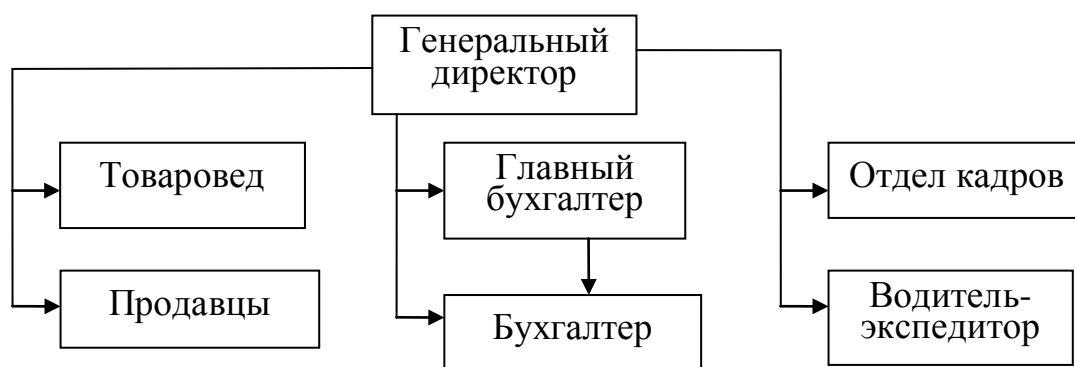 Генеральный
директор
Товаровед
Главный
бухгалтер
Отдел кадров
Продавцы
Бухгалтер
Водитель-
экспедитор